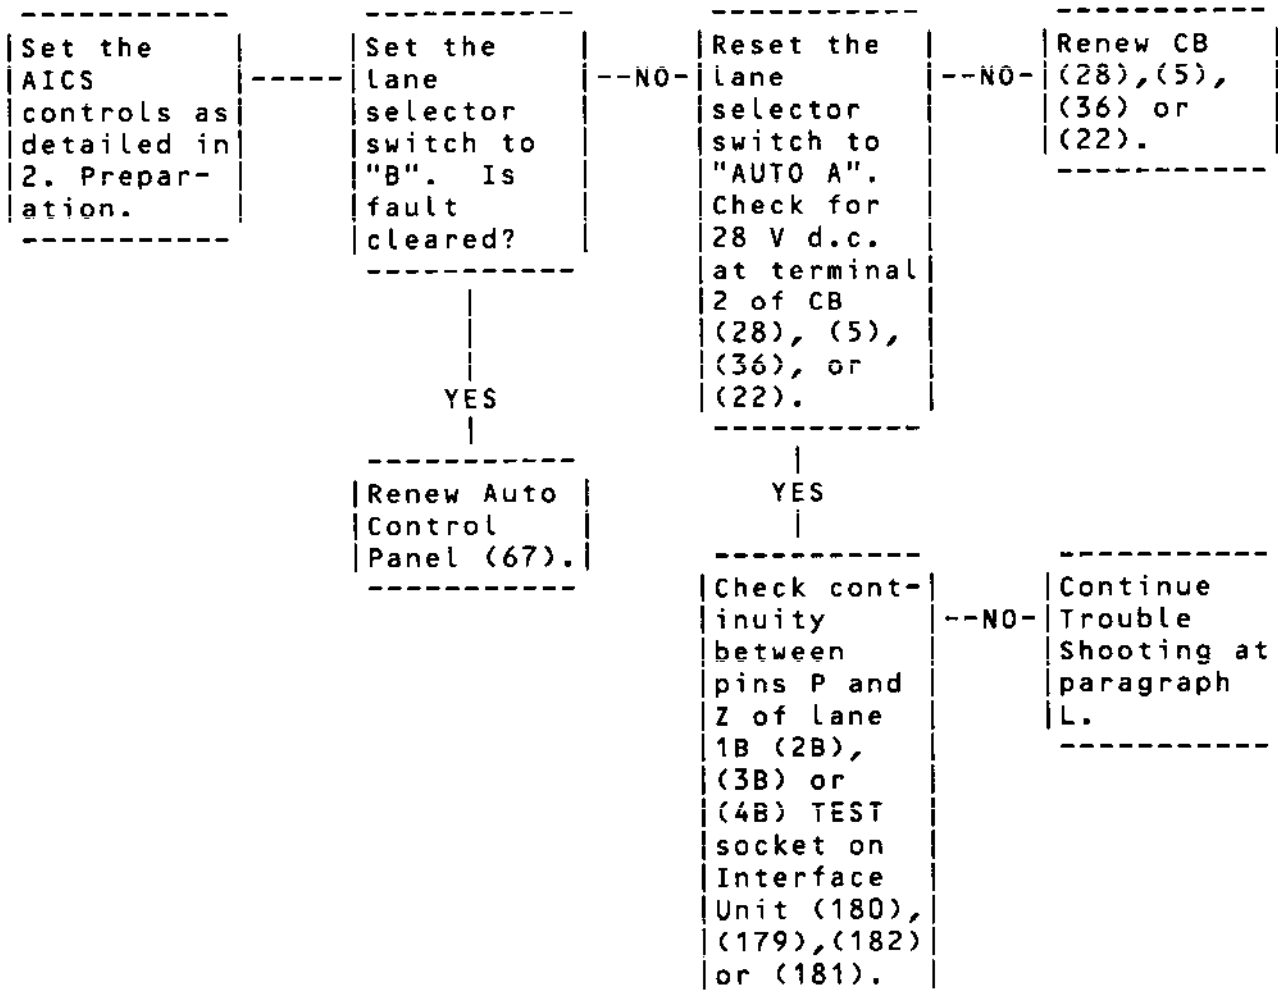 Set the
AICS
controls as
detailed in
2. Prepar-
ation.
Set the
lane
selector
switch to
"B".  Is
fault
cleared?
NO
Reset the
lane
selector
switch to
"AUTO A".
Check for
28 V d.c.
at terminal
2 of CB
(28), (5),
(36), or
(22).
NO
Renew CB
(28),(5),
(36) or
(22).
YES
Renew Auto
Control
Panel (67).
YES
Check cont-
inuity
between
pins P and
Z of lane
1B (2B),
(3B) or
(4B) TEST
socket on
Interface
Unit (180),
(179),(182)
or (181).
NO
Continue
Trouble
Shooting at
paragraph
L.